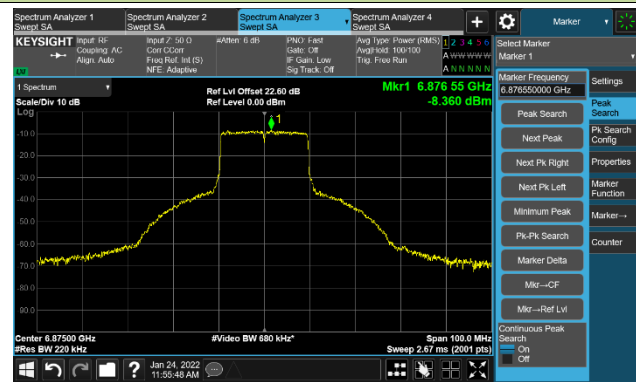 Spectrum Analyzer 1
Swept SA
Spectrum Analyzer 2
Swept SA
Spectrum Analyzer 3
Swept SA
Spectrum Analyzer 4
Swept SA
+
Marker
KEYSIGHT
Input: RF
Coupling: AC
Align: Auto
Input Z: 50 Ω
Corr CCorr
Freq Ref: Int (S)
NFE: Adaptive
#Atten: 6 dB
PNO: Fast
Gate: Off
IF Gain: Low
Sig Track: Off
Avg Type: Power (RMS)
Avg|Hold: 100/100
Trig: Free Run
1 2 3 4 5 6
A W W W W W
A N N N N N
Select Marker
Marker 1
1 Spectrum
Scale/Div 10 dB
Log
Ref Lvl Offset 22.60 dB
Ref Level 0.00 dBm
Mkr1 6.876 55 GHz
-8.360 dBm
1
-10.0
-20.0
-30.0
-40.0
-50.0
-60.0
-70.0
-80.0
-90.0
Center 6.87500 GHz
#Res BW 220 kHz
#Video BW 680 kHz*
Span 100.0 MHz
Sweep 2.67 ms (2001 pts)
Marker Frequency
6.876550000 GHz
Peak Search
Next Peak
Next Pk Right
Next Pk Left
Minimum Peak
Pk-Pk Search
Marker Delta
Mkr→CF
Mkr→Ref Lvl
Continuous Peak
Search
On
Off
Settings
Peak
Search
Pk Search
Config
Properties
Marker
Function
Marker→
Counter
?
Jan 24, 2022
11:55:48 AM